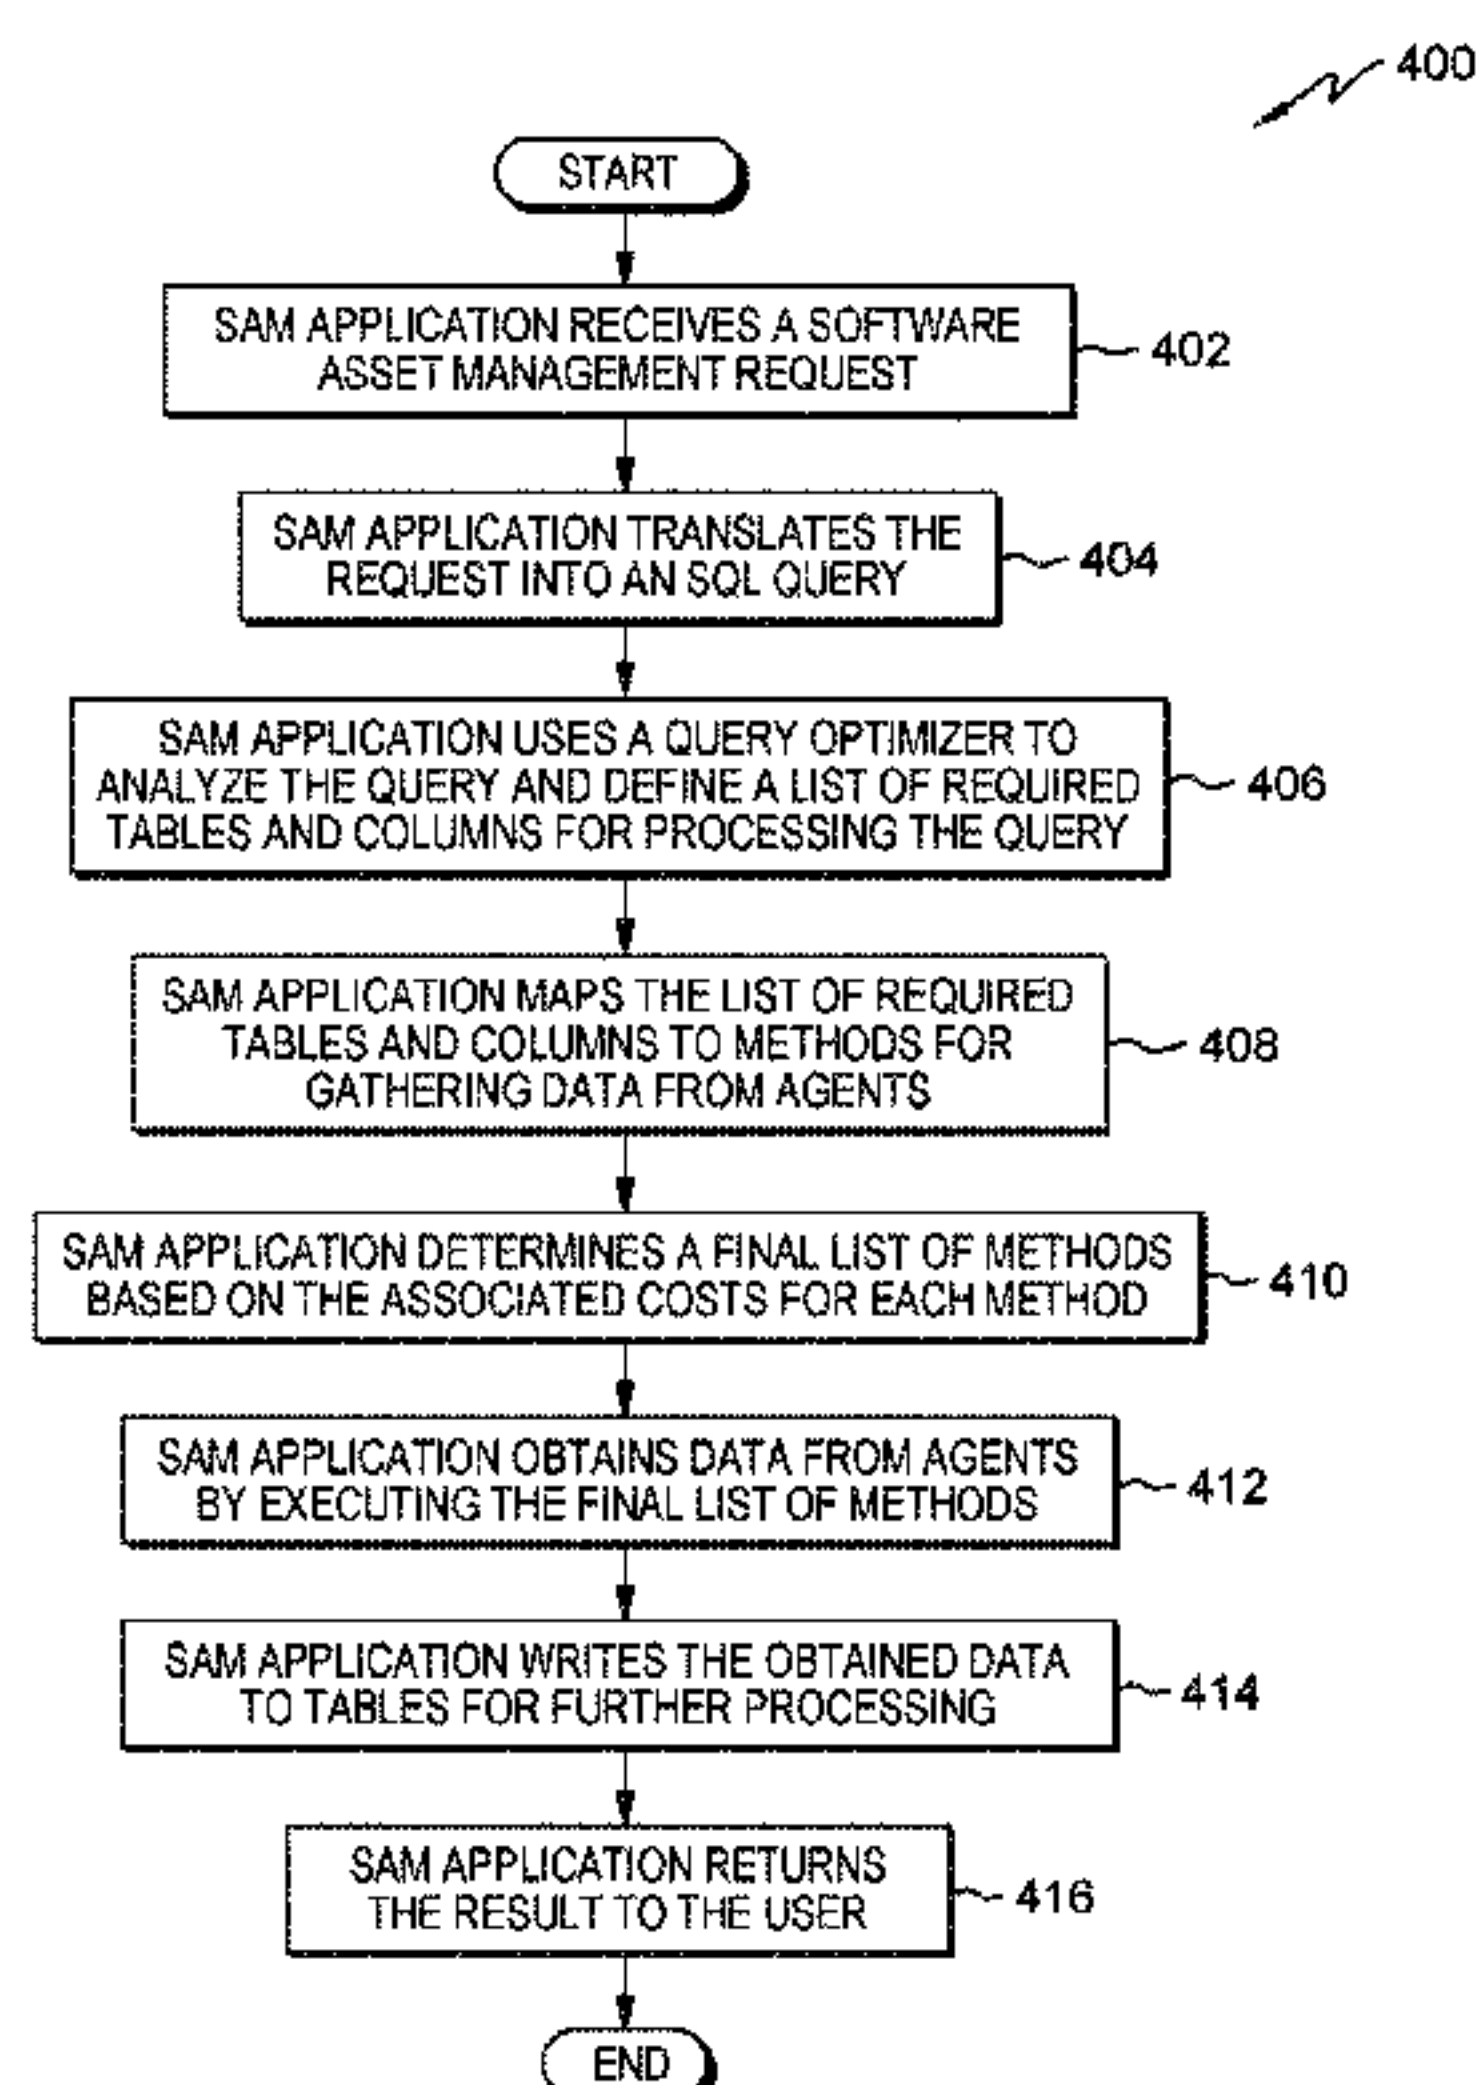 400
START
SAM APPLICATION RECEIVES A SOFTWARE
ASSET MANAGEMENT REQUEST
402
SAM APPLICATION TRANSLATES THE
REQUEST INTO AN SQL QUERY
404
SAM APPLICATION USES A QUERY OPTIMIZER TO
ANALYZE THE QUERY AND DEFINE A LIST OF REQUIRED
TABLES AND COLUMNS FOR PROCESSING THE QUERY
406
SAM APPLICATION MAPS THE LIST OF REQUIRED
TABLES AND COLUMNS TO METHODS FOR
GATHERING DATA FROM AGENTS
408
SAM APPLICATION DETERMINES A FINAL LIST OF METHODS
BASED ON THE ASSOCIATED COSTS FOR EACH METHOD
410
SAM APPLICATION OBTAINS DATA FROM AGENTS
BY EXECUTING THE FINAL LIST OF METHODS
412
SAM APPLICATION WRITES THE OBTAINED DATA
TO TABLES FOR FURTHER PROCESSING
414
SAM APPLICATION RETURNS
THE RESULT TO THE USER
416
END